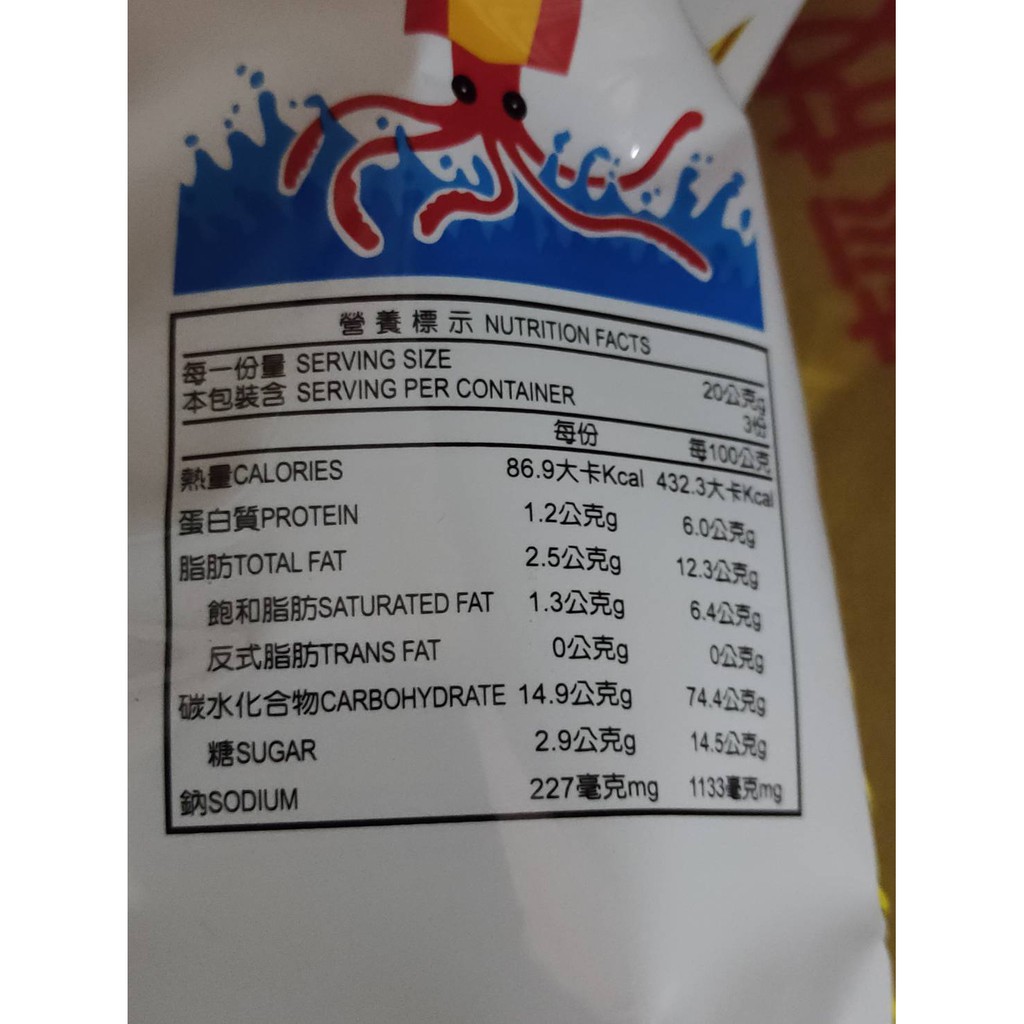 營養標示 NUTRITION FACTS
每一份量 SERVING SIZE 20公克g
本包裝含 SERVING PER CONTAINER 3份
每份 每100公克
熱量CALORIES 86.9大卡Kcal 432.3大卡Kcal
蛋白質PROTEIN 1.2公克g 6.0公克g
脂肪TOTAL FAT 2.5公克g 12.3公克g
飽和脂肪SATURATED FAT 1.3公克g 6.4公克g
反式脂肪TRANS FAT 0公克g 0公克g
碳水化合物CARBOHYDRATE 14.9公克g 74.4公克g
糖SUGAR 2.9公克g 14.5公克g
鈉SODIUM 227毫克mg 1133毫克mg